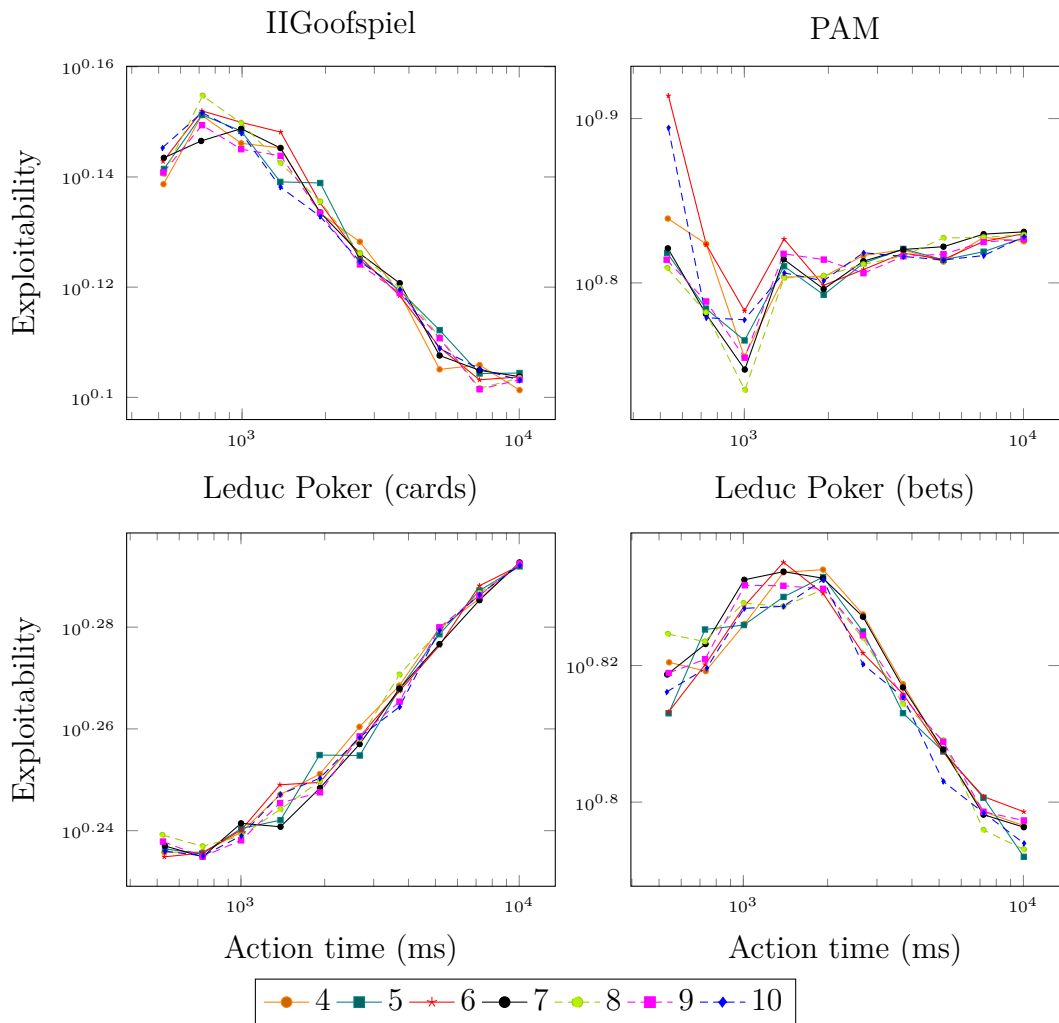 IIGoofspiel
PAM
Exploitability
10^0.16
10^0.14
10^0.12
10^0.1
10^3
10^4
10^0.9
10^0.8
10^3
10^4
Leduc Poker (cards)
Leduc Poker (bets)
Exploitability
10^0.28
10^0.26
10^0.24
10^3
10^4
10^0.82
10^0.8
10^3
10^4
Action time (ms)
Action time (ms)
4 5 6 7 8 9 10